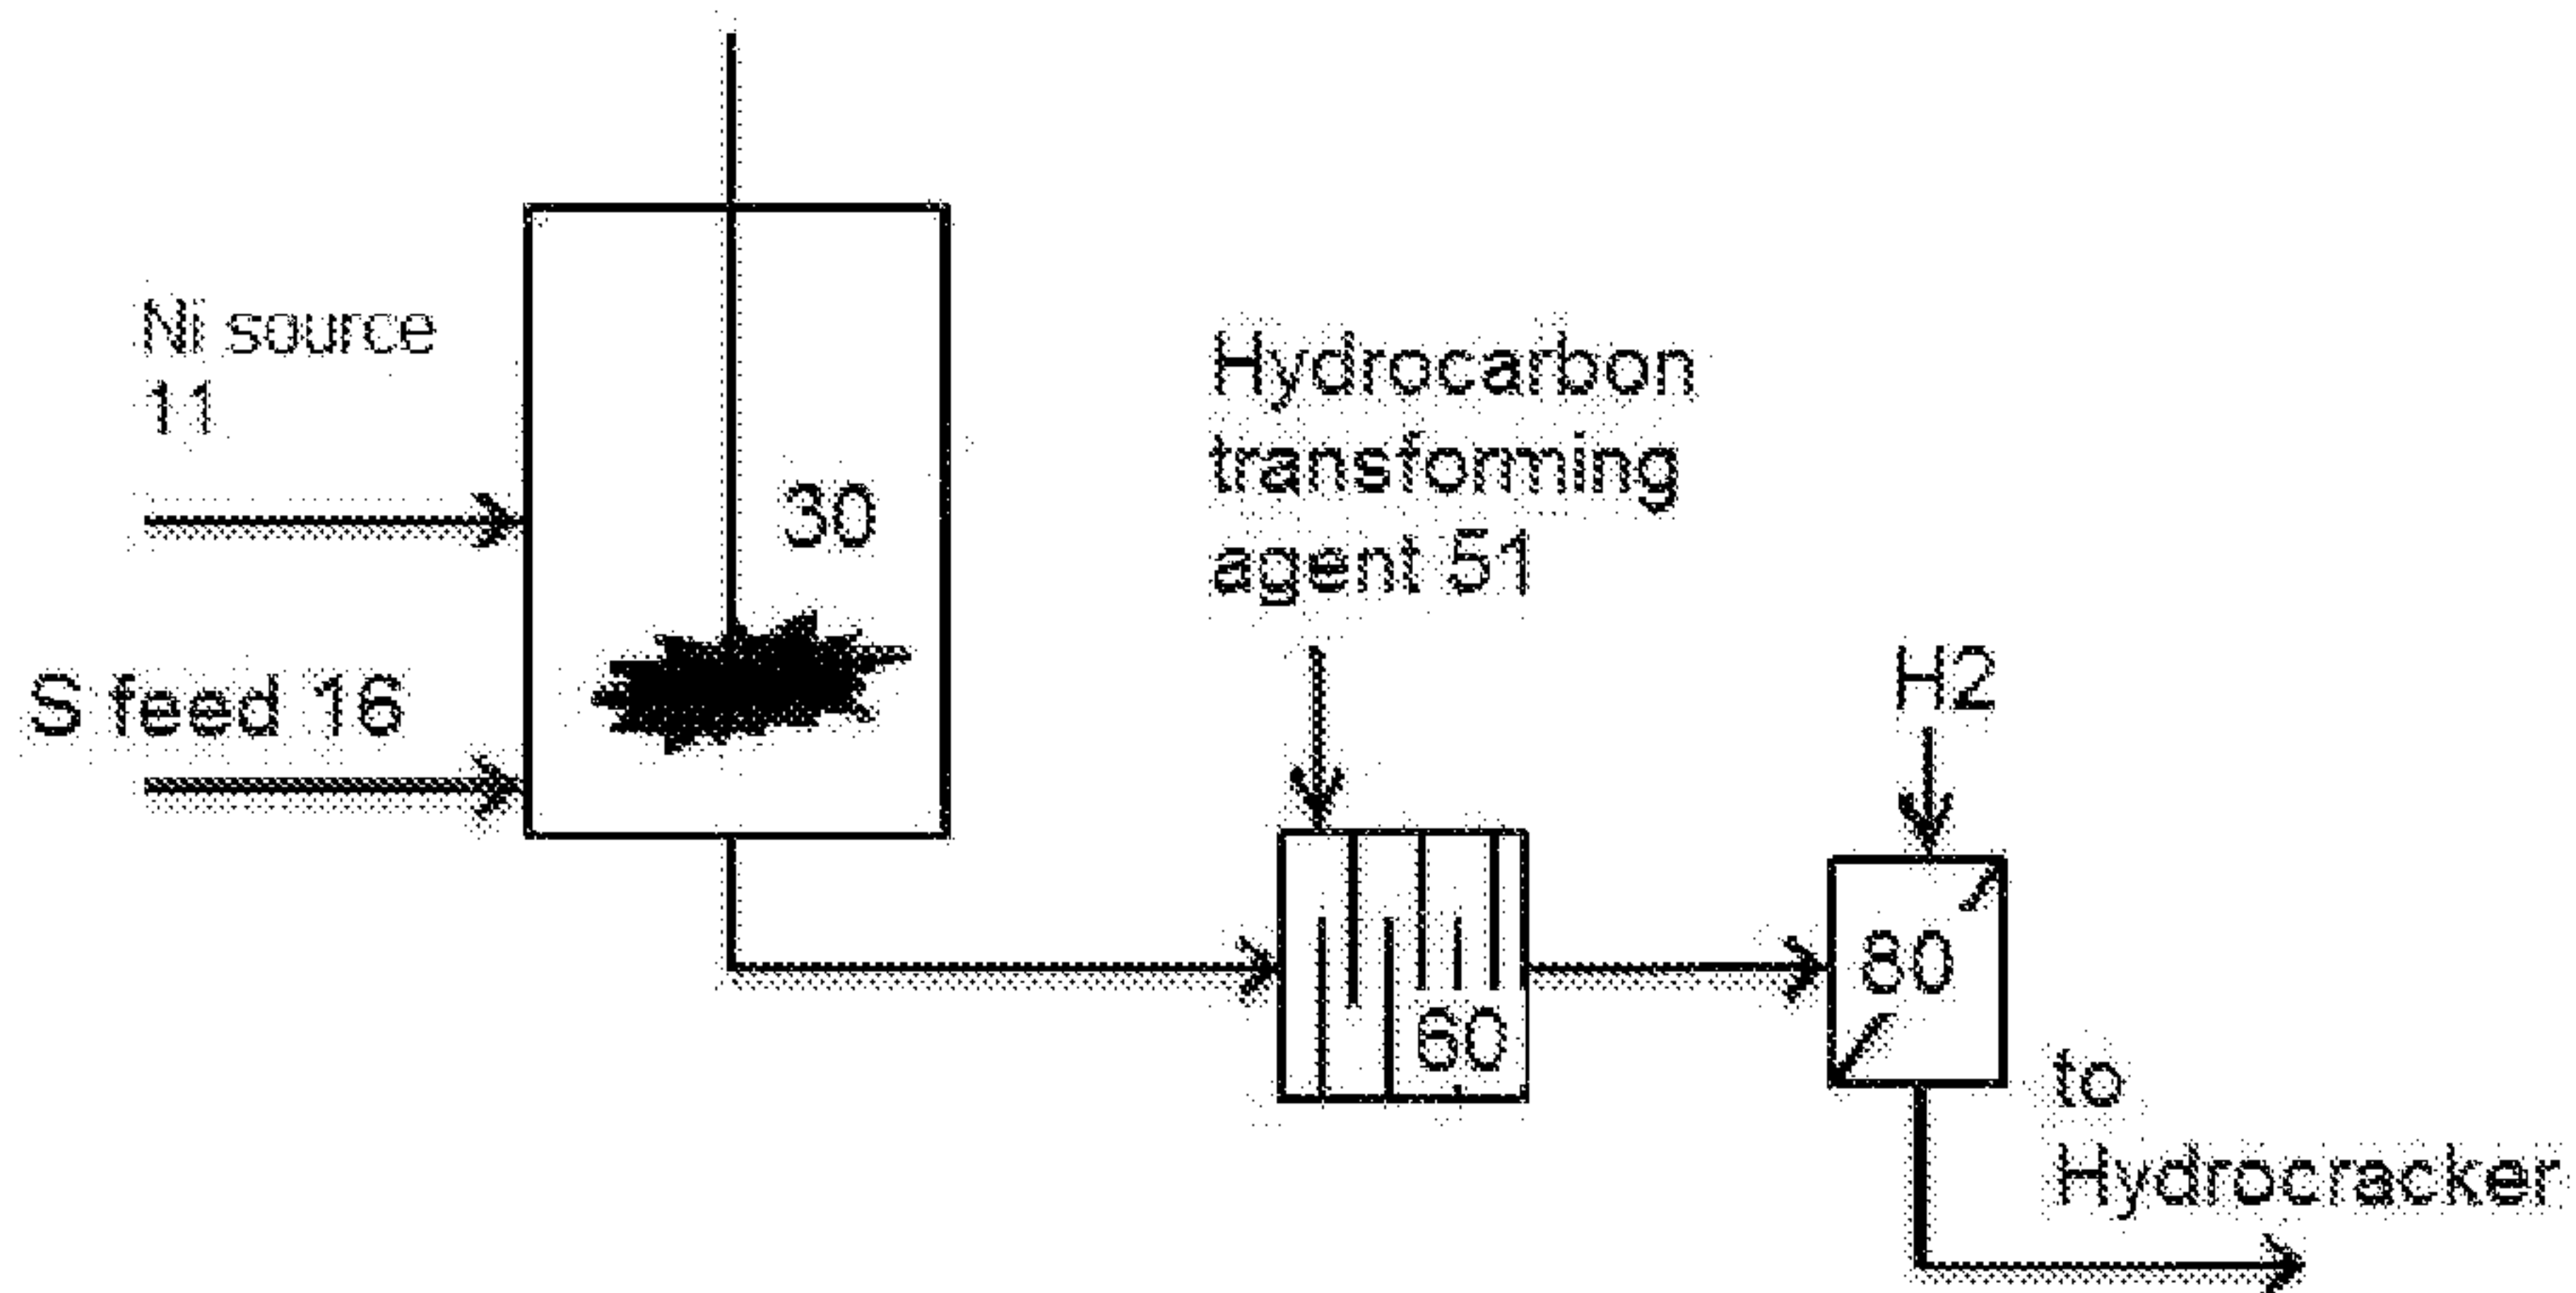 Ni source
11
30
S feed 16
Hydrocarbon
transforming
agent 51
60
H2
80
to
Hydrocracker